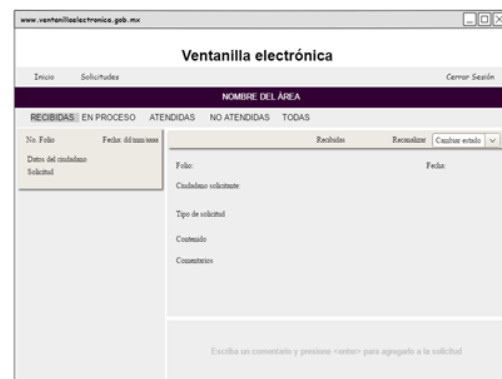 www.ventanillaelectronica.gob.mx
Ventanilla electrónica
Inicio Solicitudes Cerrar Sesión
NOMBRE DEL ÁREA
RECIBIDAS EN PROCESO ATENDIDAS NO ATENDIDAS TODAS
No. Folio Fecha: dd/mm/aaaa
Datos del ciudadano
Solicitud
Recibidas Recanalizar Cambiar estado
Folio: Fecha:
Ciudadano solicitante:
Tipo de solicitud
Contenido
Comentarios
Escriba un comentario y presione <enter> para agregarlo a la solicitud